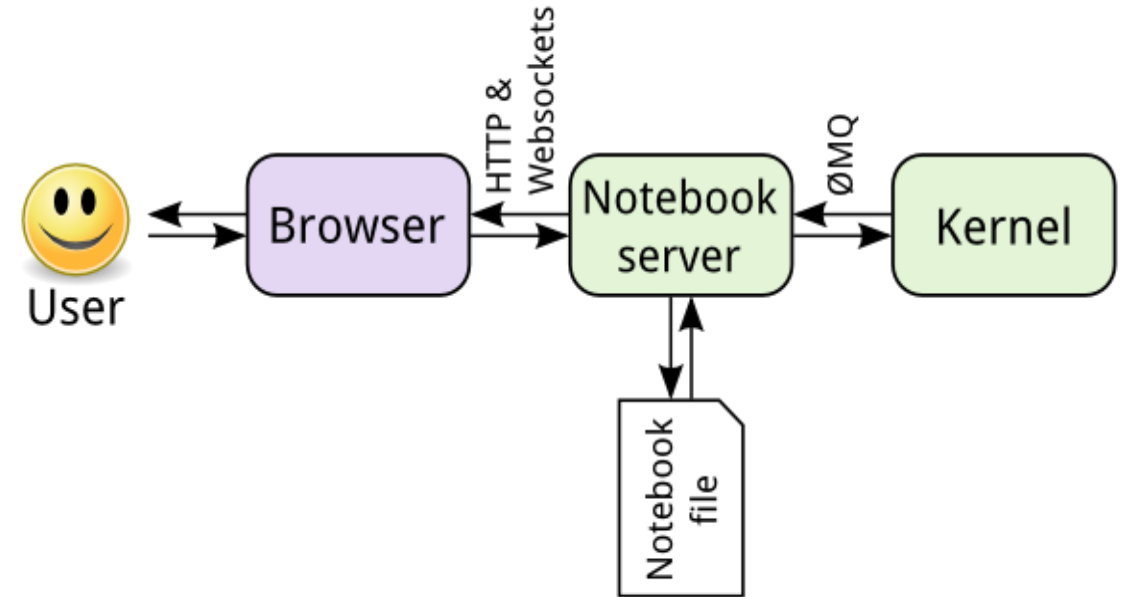 User
Browser
HTTP &
Websockets
Notebook
server
ØMQ
Kernel
Notebook
file